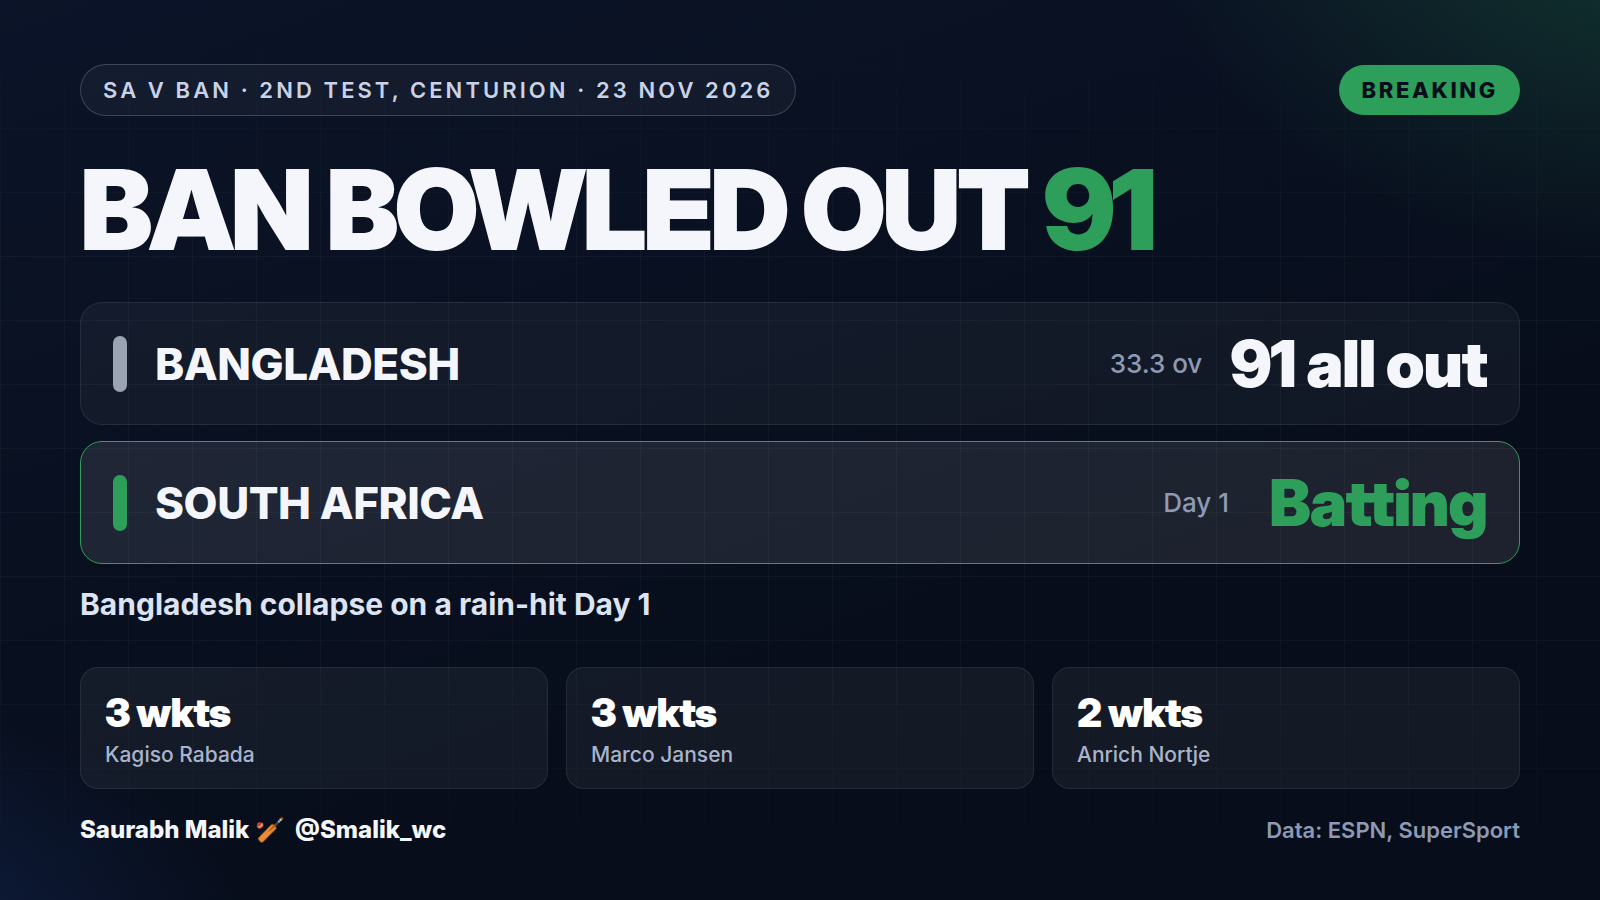 SA V BAN · 2ND TEST, CENTURION · 23 NOV 2026
BREAKING
BAN BOWLED OUT 91
BANGLADESH 33.3 ov 91 all out
SOUTH AFRICA Day 1 Batting
Bangladesh collapse on a rain-hit Day 1
3 wkts
Kagiso Rabada
3 wkts
Marco Jansen
2 wkts
Anrich Nortje
Saurabh Malik 🏏 @Smalik_wc
Data: ESPN, SuperSport